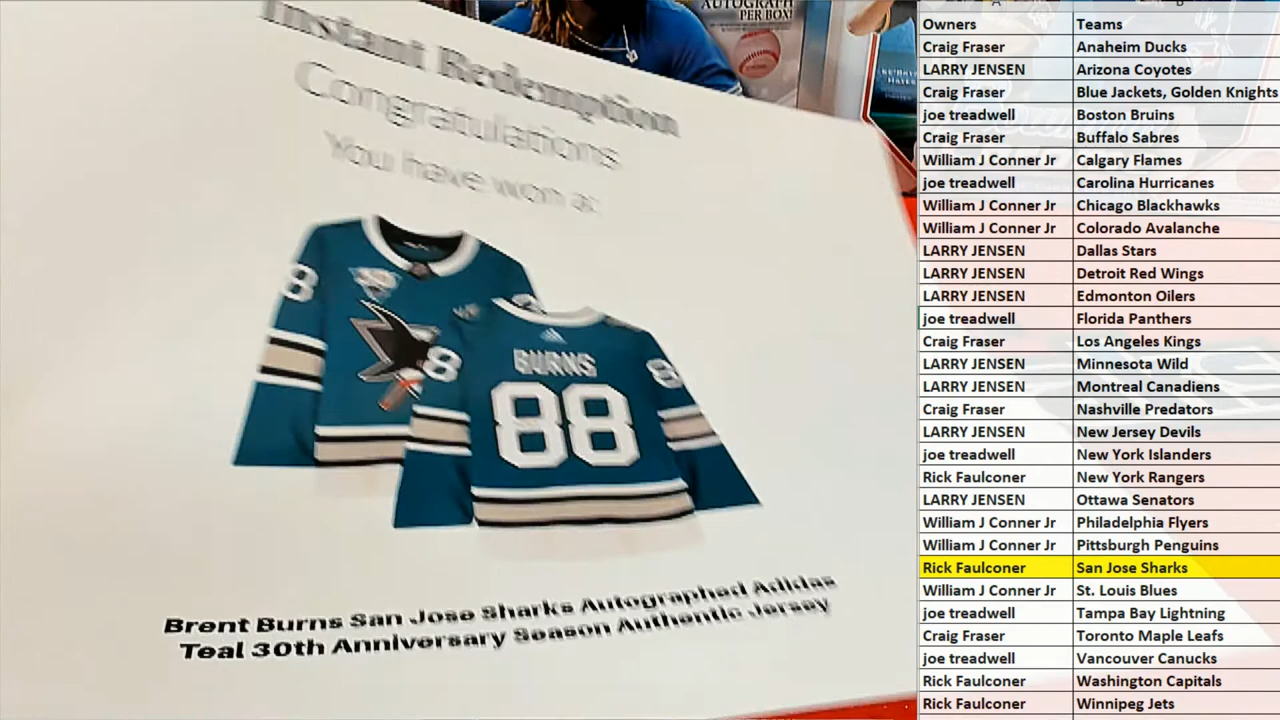 AUTOGRAPH
PER BOX!
Instant Redemption
Congratulations
You have won a:
8
BURNS
8
88
8
Brent Burns San Jose Sharks Autographed Adidas
Teal 30th Anniversary Season Authentic Jersey
Owners Teams
Craig Fraser Anaheim Ducks
LARRY JENSEN Arizona Coyotes
Craig Fraser Blue Jackets, Golden Knights
joe treadwell Boston Bruins
Craig Fraser Buffalo Sabres
William J Conner Jr Calgary Flames
joe treadwell Carolina Hurricanes
William J Conner Jr Chicago Blackhawks
William J Conner Jr Colorado Avalanche
LARRY JENSEN Dallas Stars
LARRY JENSEN Detroit Red Wings
LARRY JENSEN Edmonton Oilers
joe treadwell Florida Panthers
Craig Fraser Los Angeles Kings
LARRY JENSEN Minnesota Wild
LARRY JENSEN Montreal Canadiens
Craig Fraser Nashville Predators
LARRY JENSEN New Jersey Devils
joe treadwell New York Islanders
Rick Faulconer New York Rangers
LARRY JENSEN Ottawa Senators
William J Conner Jr Philadelphia Flyers
William J Conner Jr Pittsburgh Penguins
Rick Faulconer San Jose Sharks
William J Conner Jr St. Louis Blues
joe treadwell Tampa Bay Lightning
Craig Fraser Toronto Maple Leafs
joe treadwell Vancouver Canucks
Rick Faulconer Washington Capitals
Rick Faulconer Winnipeg Jets